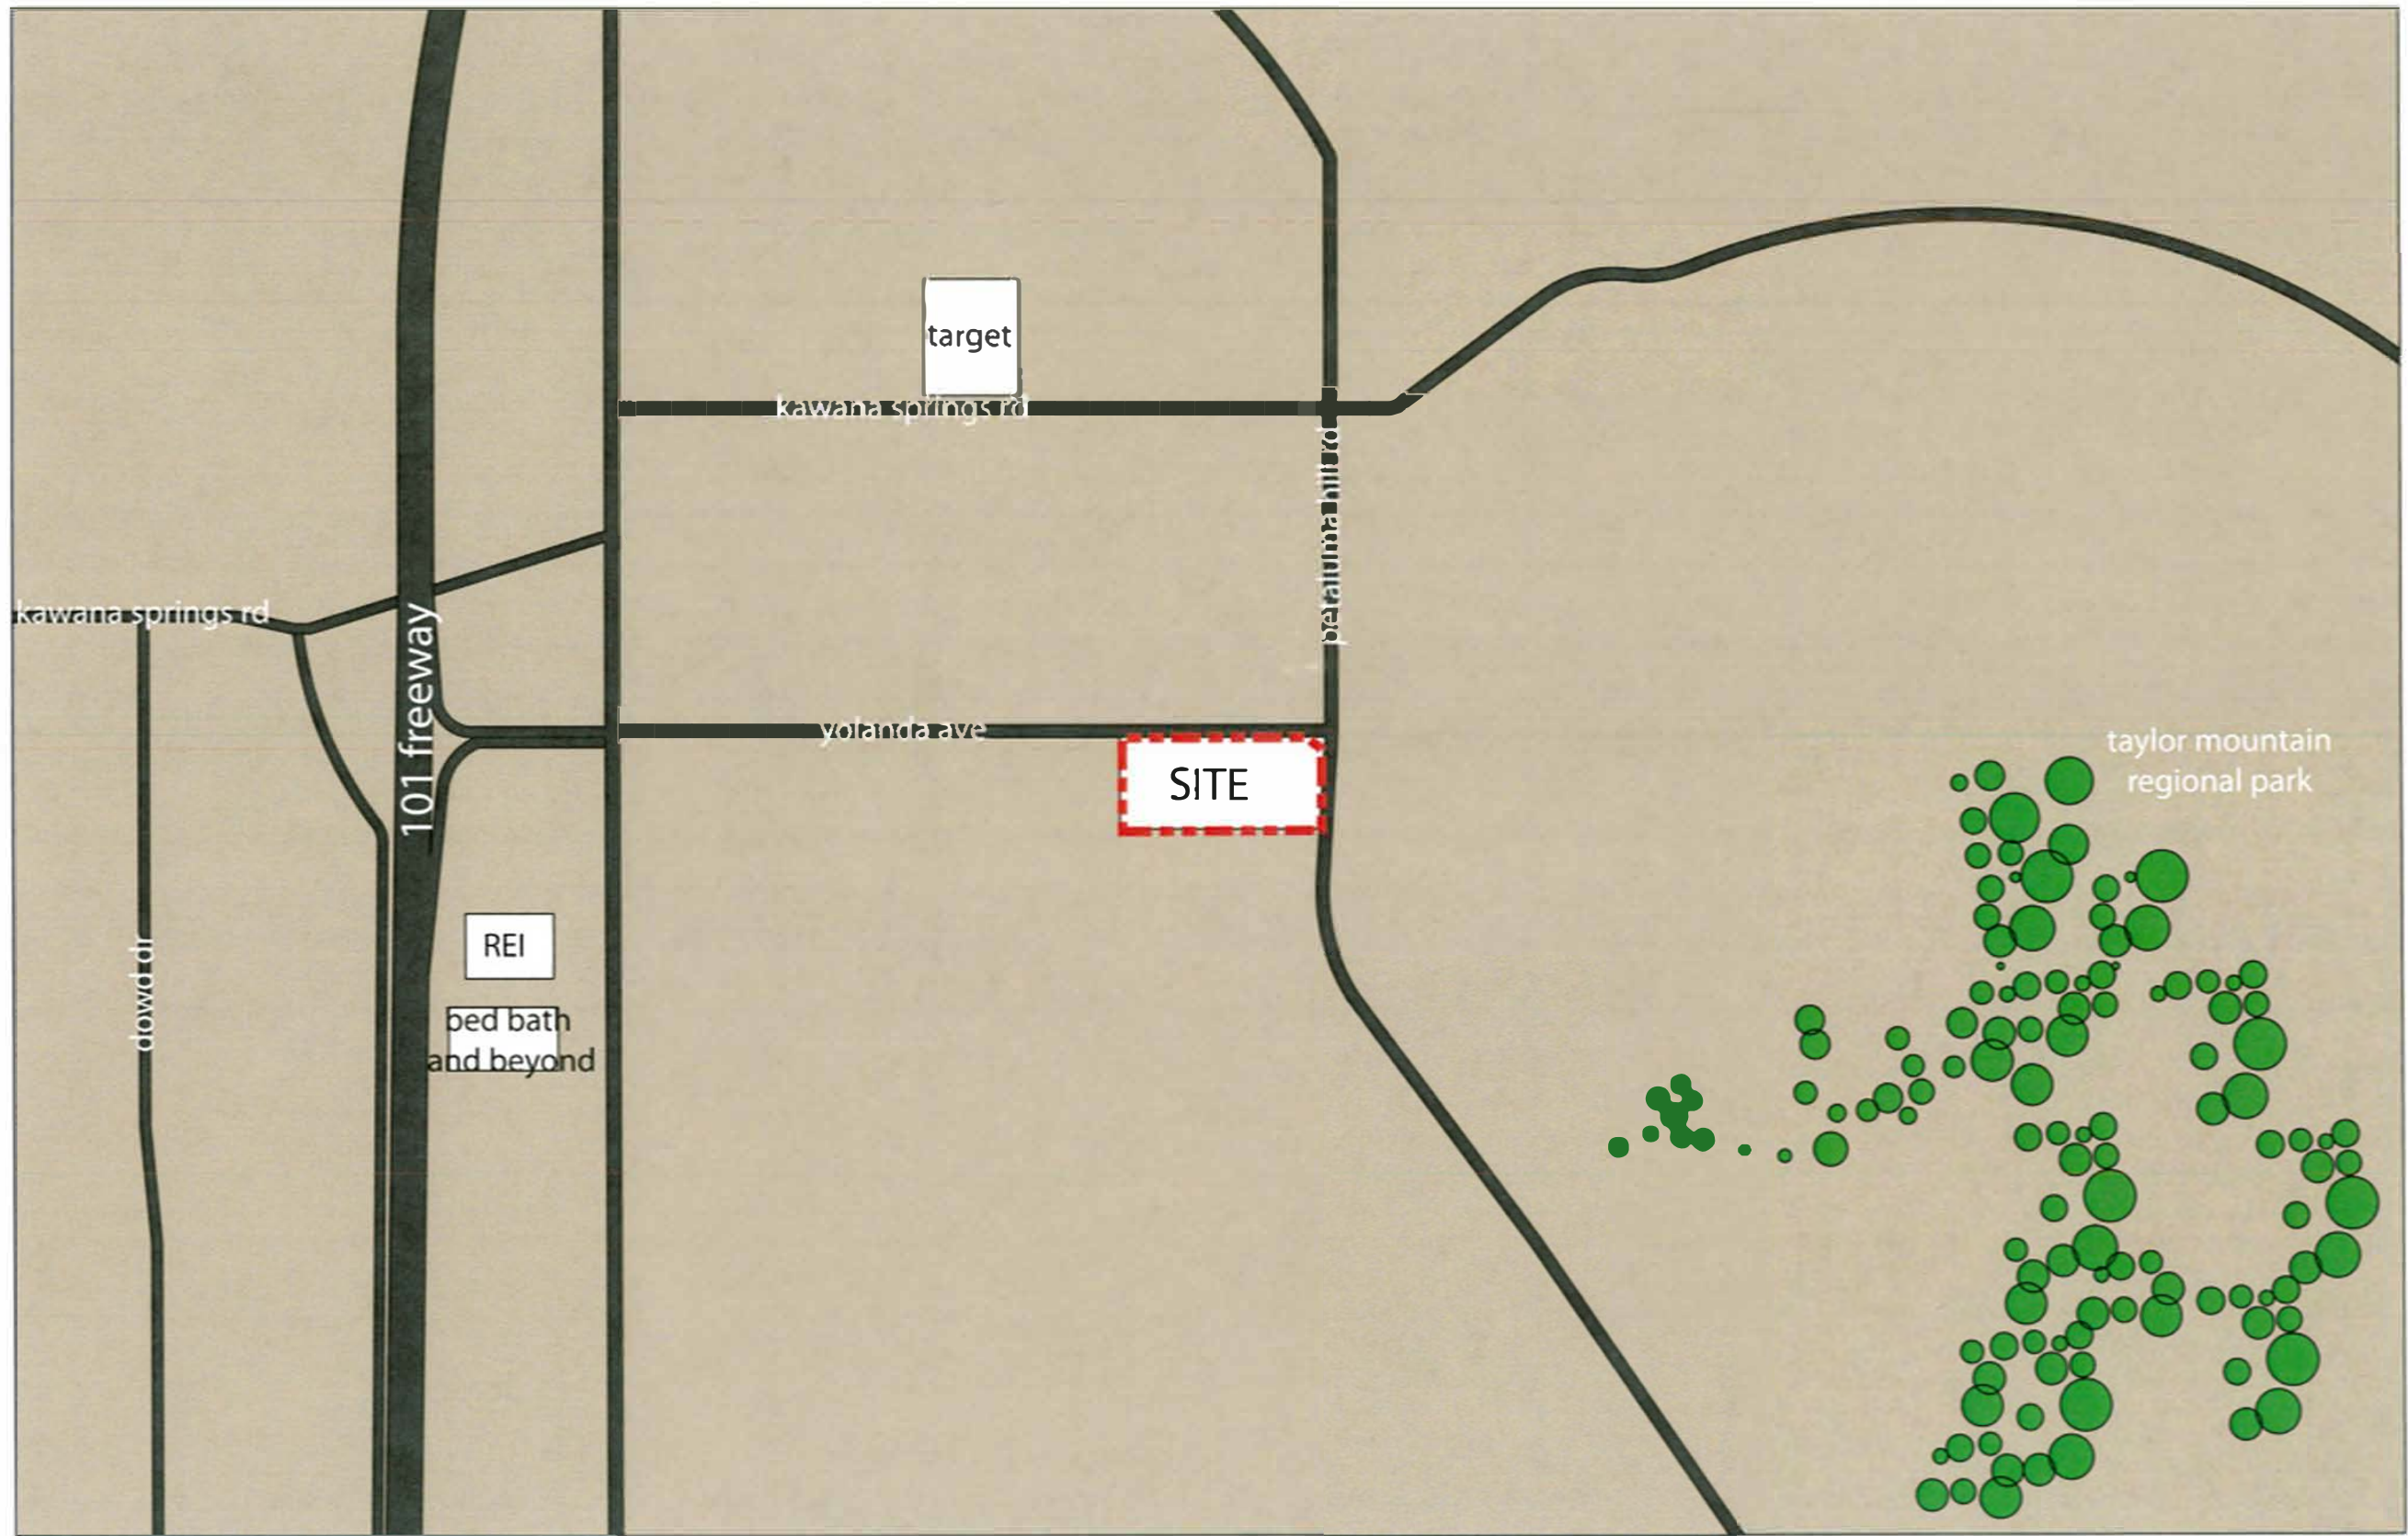 target
kawana springs rd
petaluma hill rd
kawana springs rd
101 freeway
yolanda ave
SITE
taylor mountain
regional park
REI
dowd dr
bed bath
and beyond